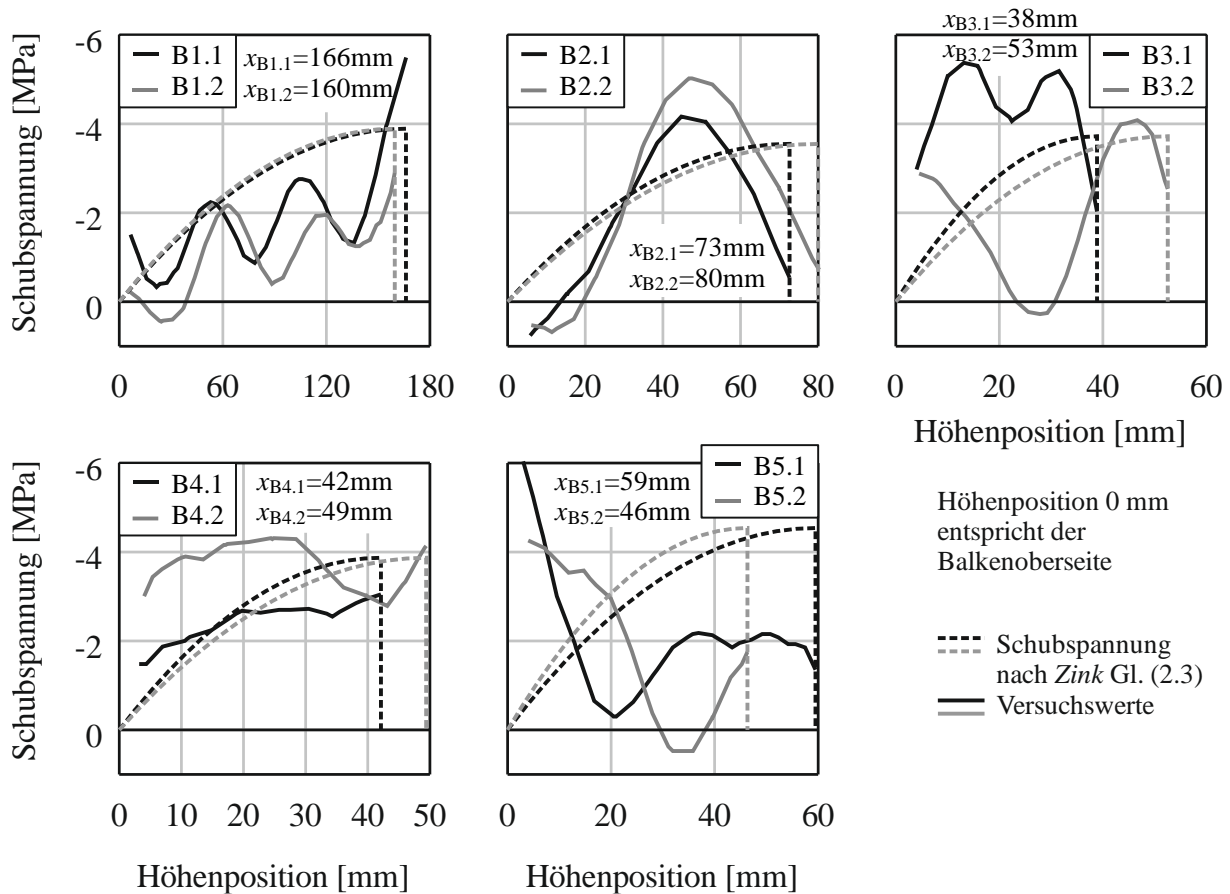 Schubspannung [MPa]
-6
-4
-2
0
B1.1
B1.2
xB1.1=166mm
xB1.2=160mm
0 60 120 180
B2.1
B2.2
xB2.1=73mm
xB2.2=80mm
0 20 40 60 80
xB3.1=38mm
xB3.2=53mm
B3.1
B3.2
0 20 40 60
Höhenposition [mm]
Schubspannung [MPa]
-6
-4
-2
0
B4.1
B4.2
xB4.1=42mm
xB4.2=49mm
0 10 20 30 40 50
Höhenposition [mm]
xB5.1=59mm
xB5.2=46mm
B5.1
B5.2
0 20 40 60
Höhenposition [mm]
Höhenposition 0 mm
entspricht der
Balkenoberseite
Schubspannung
nach Zink Gl. (2.3)
Versuchswerte